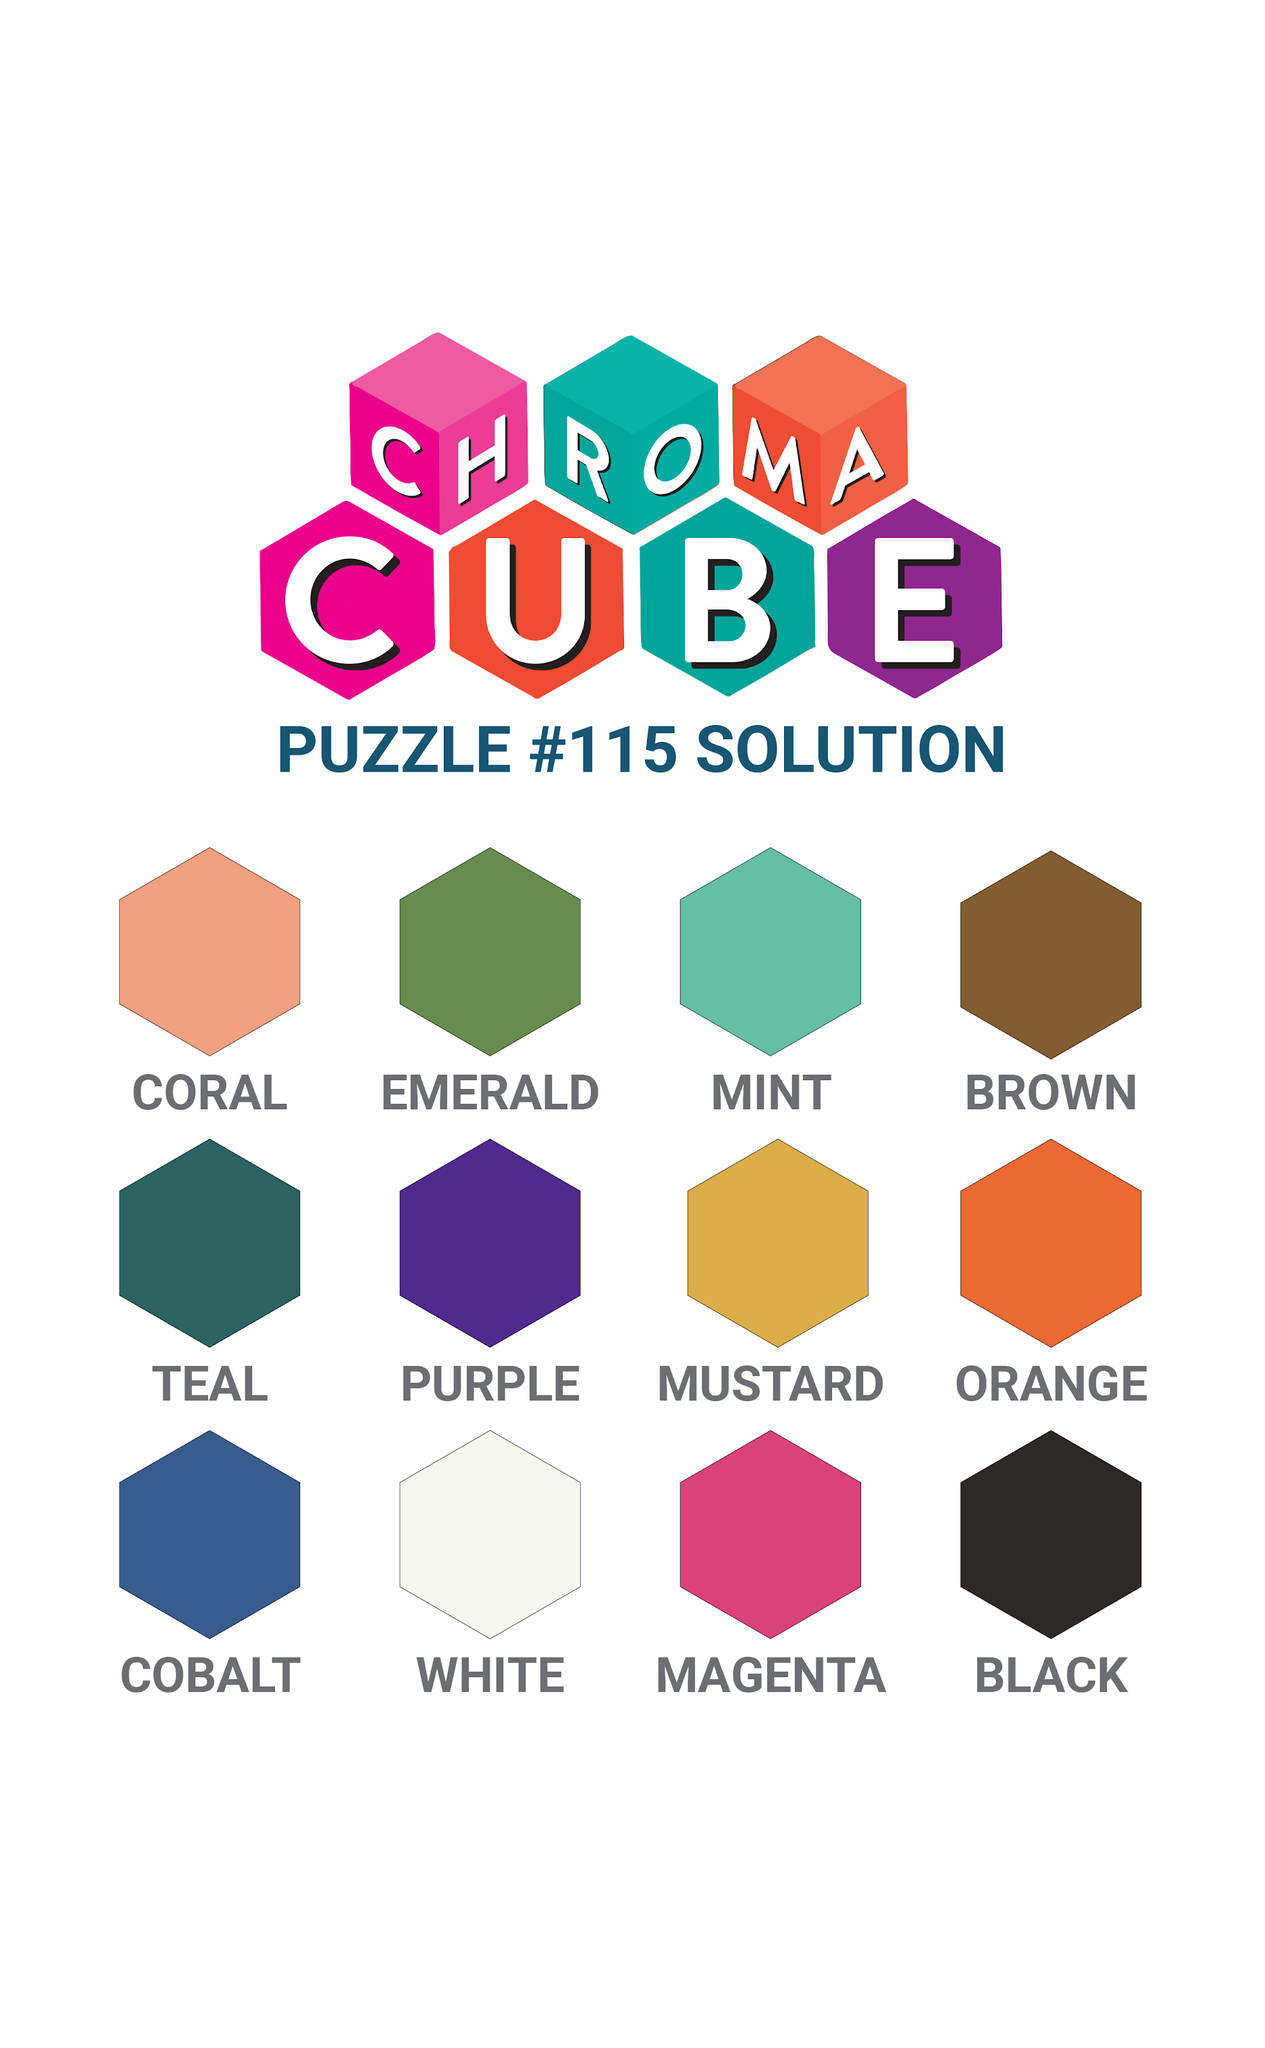 CHROMA
CUBE
PUZZLE #115 SOLUTION
CORAL EMERALD MINT BROWN
TEAL PURPLE MUSTARD ORANGE
COBALT WHITE MAGENTA BLACK